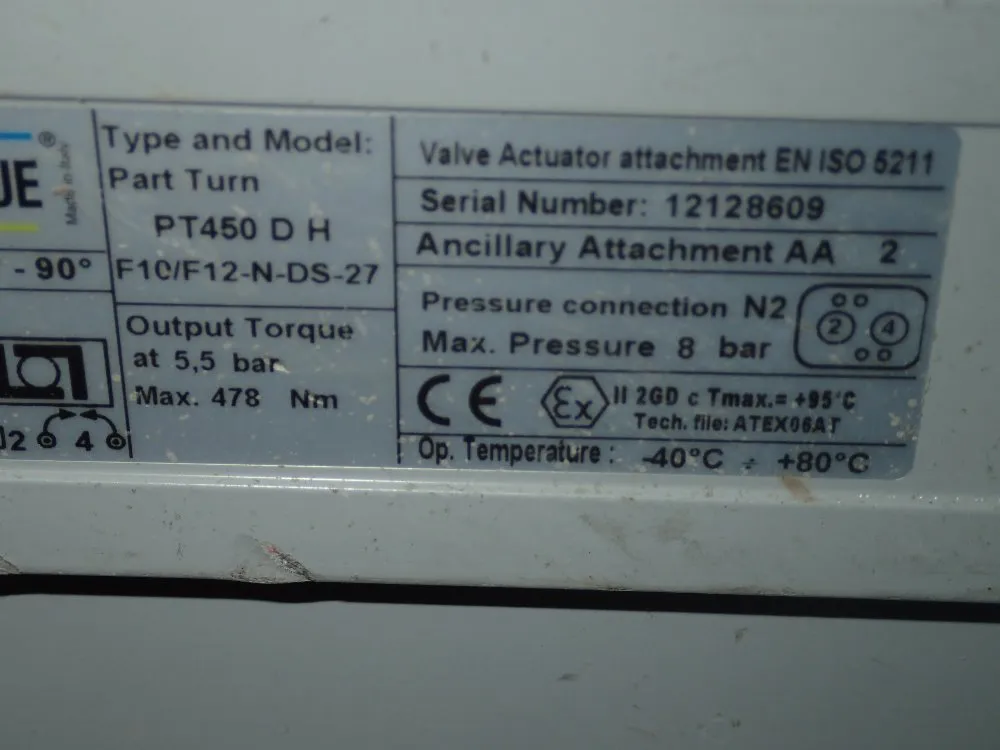 UE ®
Made in Italy
- 90°
2 4
Type and Model:
Part Turn
PT450 D H
F10/F12-N-DS-27
Output Torque
at 5,5 bar
Max. 478 Nm
Valve Actuator attachment EN ISO 5211
Serial Number: 12128609
Ancillary Attachment AA 2
Pressure connection N2
Max. Pressure 8 bar
2 4
CE Ex II 2GD c Tmax.= +95°C
Tech. file: ATEX06AT
Op. Temperature : -40°C ÷ +80°C